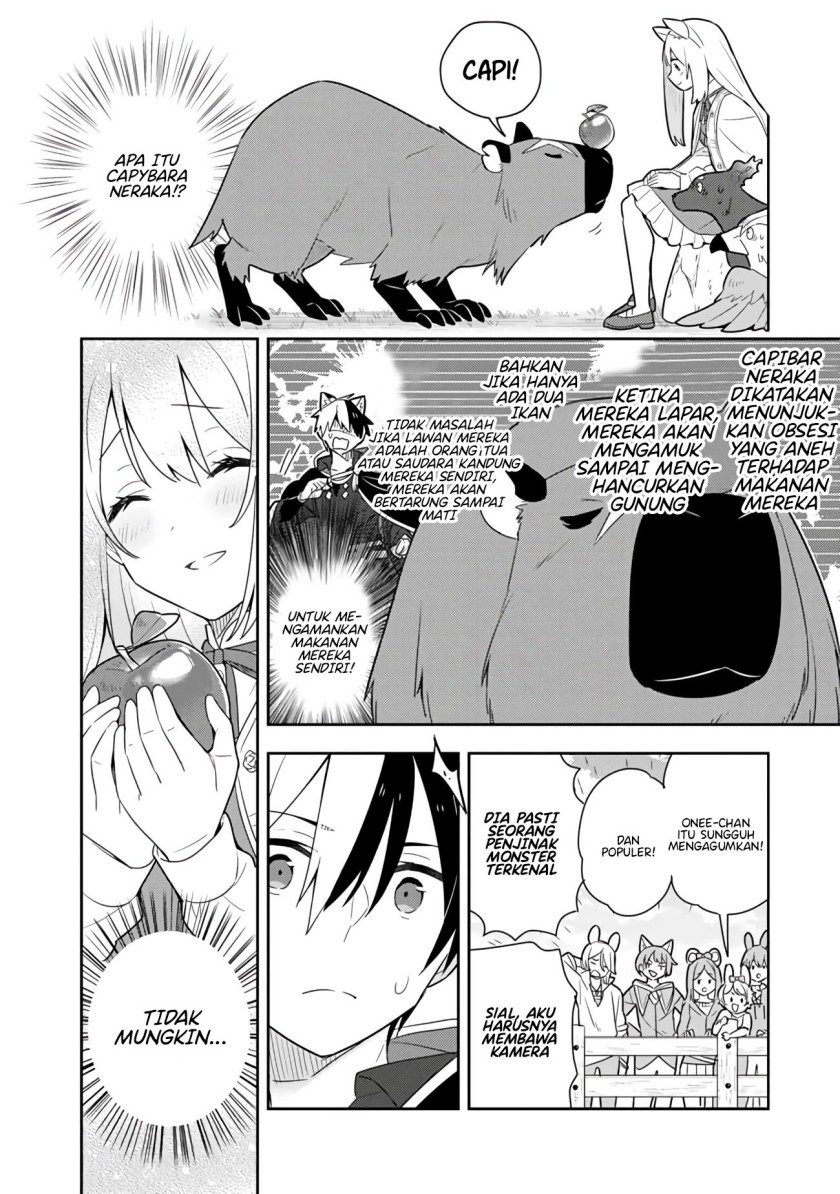 CAPI!
APA ITU
CAPYBARA
NERAKA!?
CAPIBAR
NERAKA
DIKATAKAN
MENUNJUK-
KAN OBSESI
YANG ANEH
TERHADAP
MAKANAN
MEREKA
KETIKA
MEREKA LAPAR,
MEREKA AKAN
MENGAMUK
SAMPAI MENG-
HANCURKAN
GUNUNG
BAHKAN
JIKA HANYA
ADA DUA
IKAN
TIDAK MASALAH
JIKA LAWAN MEREKA
ADALAH ORANG TUA
ATAU SAUDARA KANDUNG
MEREKA SENDIRI,
MEREKA AKAN
BERTARUNG SAMPAI
MATI
UNTUK ME-
NGAMANKAN
MAKANAN
MEREKA
SENDIRI!
ONEE-CHAN
ITU SUNGGUH
MENGAGUMKAN!
DAN
POPULER!
DIA PASTI
SEORANG
PENJINAK
MONSTER
TERKENAL
SIAL, AKU
HARUSNYA
MEMBAWA
KAMERA
TIDAK
MUNGKIN...